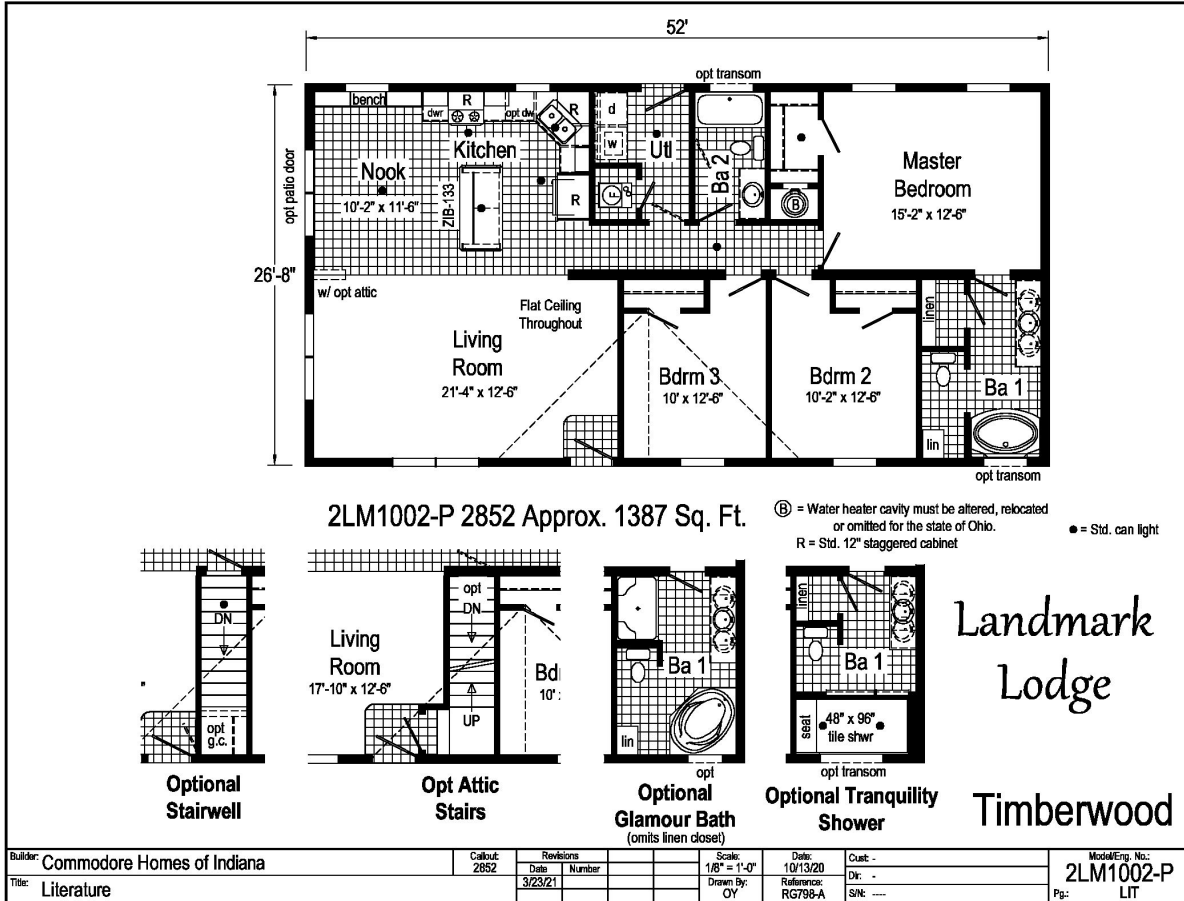 52'
opt transom
bench
R
dwr
opt dw
R
d
w
Utl
Kitchen
Nook
10'-2" x 11'-6"
ZIB-133
opt patio door
R
F
Ba 2
B
Master
Bedroom
15'-2" x 12'-6"
26'-8"
w/ opt attic
Flat Ceiling
Throughout
Living
Room
21'-4" x 12'-6"
Bdrm 3
10' x 12'-6"
Bdrm 2
10'-2" x 12'-6"
linen
Ba 1
lin
opt transom
2LM1002-P 2852 Approx. 1387 Sq. Ft.
B = Water heater cavity must be altered, relocated
or omitted for the state of Ohio.
R = Std. 12" staggered cabinet
● = Std. can light
DN
opt
g.c.
Optional
Stairwell
Living
Room
17'-10" x 12'-6"
opt
DN
UP
Bd
10'
Opt Attic
Stairs
Ba 1
lin
opt
Optional
Glamour Bath
(omits linen closet)
linen
Ba 1
seat
48" x 96"
tile shwr
opt transom
Optional Tranquility
Shower
Landmark
Lodge
Timberwood
Builder: Commodore Homes of Indiana
Title: Literature
Callout:
2852
Revisions
Date Number
3/23/21
Scale:
1/8" = 1'-0"
Drawn By:
OY
Date:
10/13/20
Reference:
RG798-A
Cust: -
Dir: -
S/N: ----
Model/Eng. No.:
2LM1002-P
Pg.: LIT